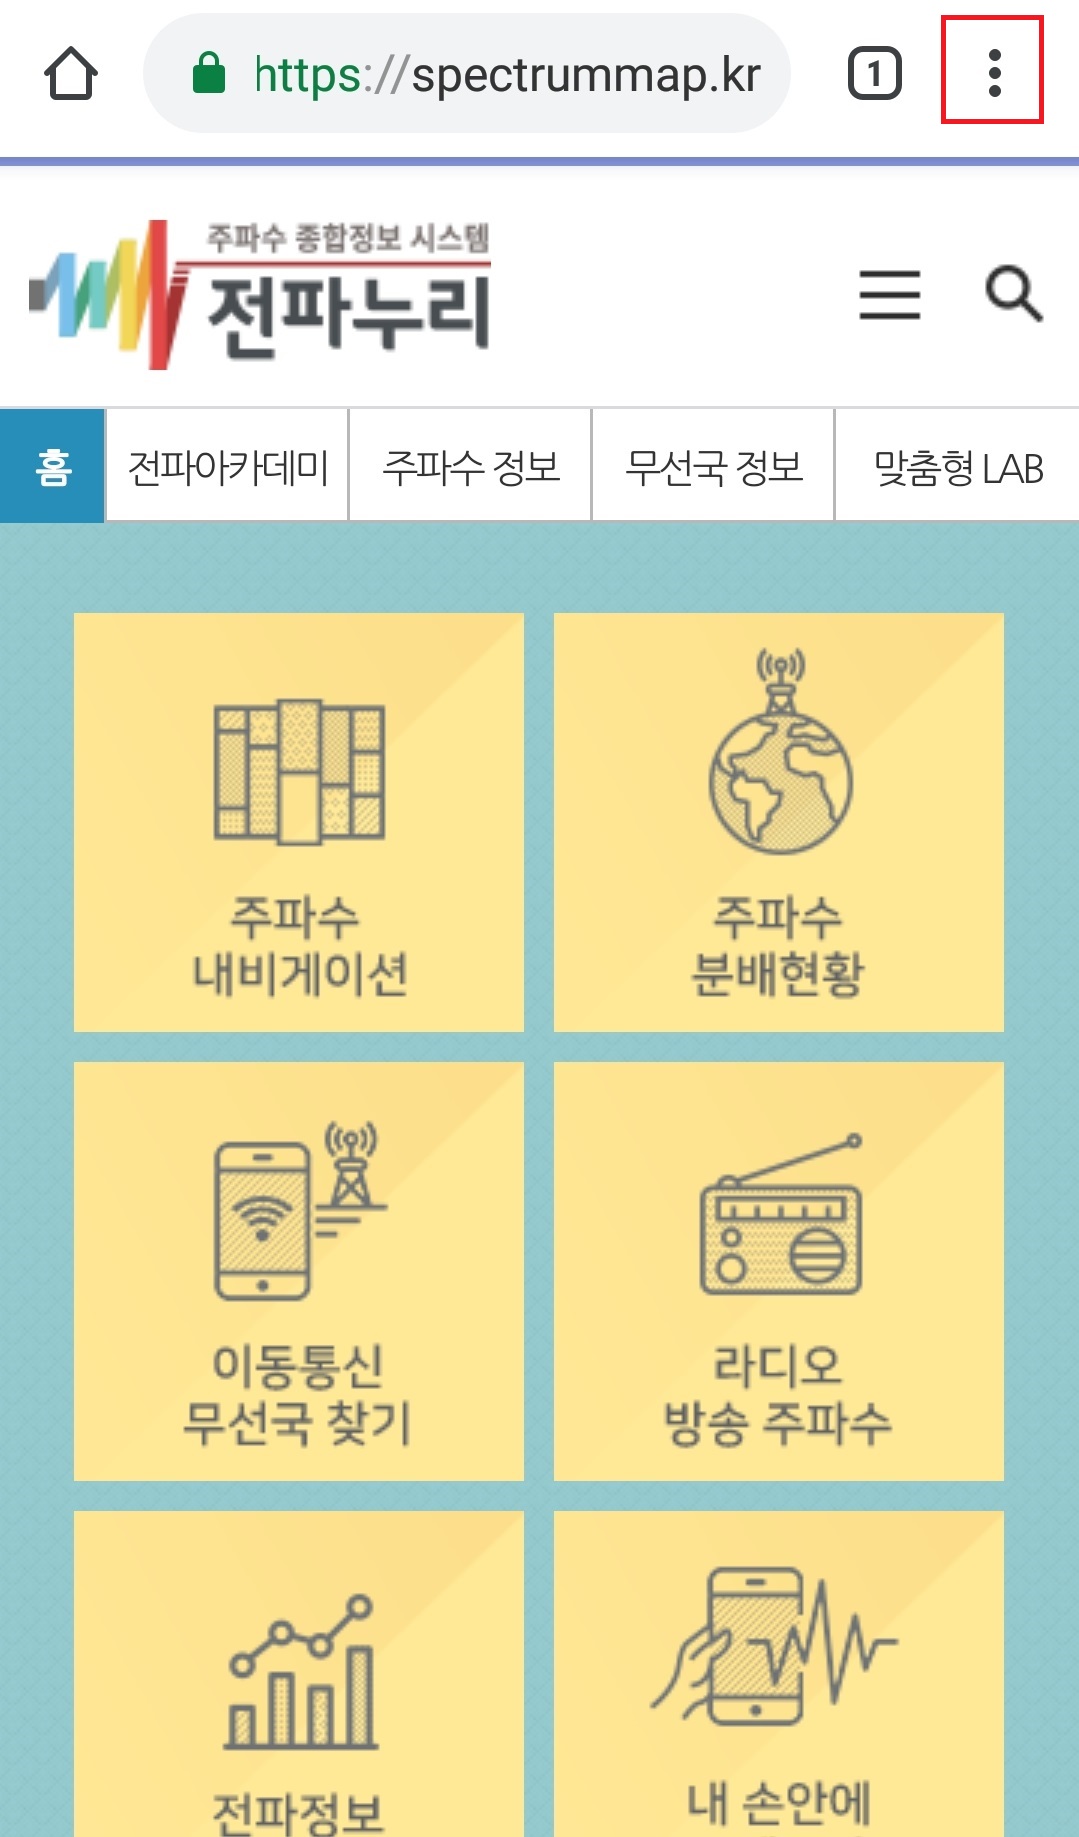 https://spectrummap.kr
1
주파수 종합정보 시스템
전파누리
홈
전파아카데미
주파수 정보
무선국 정보
맞춤형 LAB
주파수
내비게이션
주파수
분배현황
이동통신
무선국 찾기
라디오
방송 주파수
전파정보
내 손안에